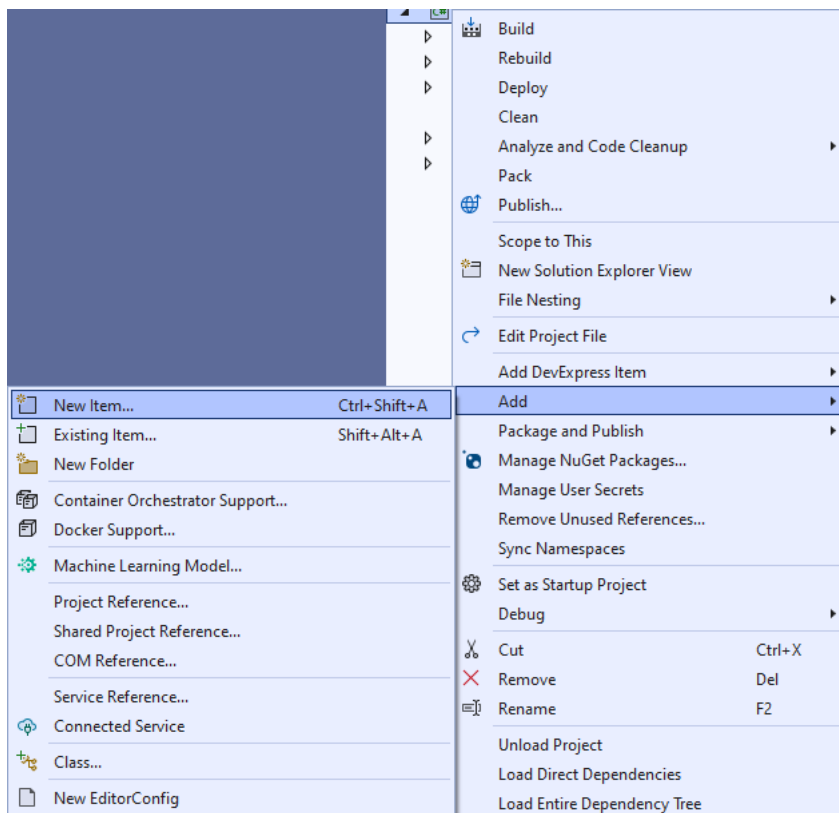 C#
Build
Rebuild
Deploy
Clean
Analyze and Code Cleanup
Pack
Publish...
Scope to This
New Solution Explorer View
File Nesting
Edit Project File
Add DevExpress Item
Add
Package and Publish
Manage NuGet Packages...
Manage User Secrets
Remove Unused References...
Sync Namespaces
Set as Startup Project
Debug
Cut Ctrl+X
Remove Del
Rename F2
Unload Project
Load Direct Dependencies
Load Entire Dependency Tree
New Item... Ctrl+Shift+A
Existing Item... Shift+Alt+A
New Folder
Container Orchestrator Support...
Docker Support...
Machine Learning Model...
Project Reference...
Shared Project Reference...
COM Reference...
Service Reference...
Connected Service
Class...
New EditorConfig